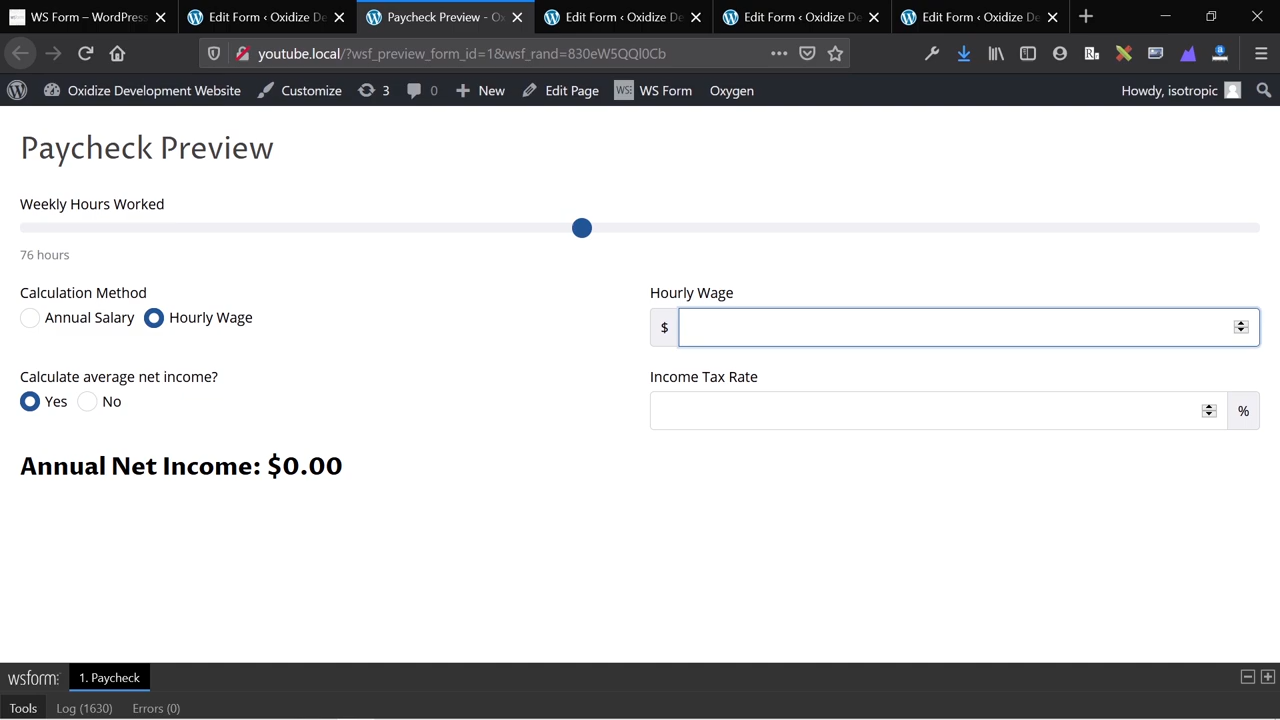 WS Form – WordPress
Edit Form ‹ Oxidize De
Paycheck Preview - Ox
Edit Form ‹ Oxidize De
Edit Form ‹ Oxidize De
Edit Form ‹ Oxidize De
youtube.local/?wsf_preview_form_id=1&wsf_rand=830eW5QQl0Cb
Oxidize Development Website
Customize
3
0
New
Edit Page
WS: WS Form
Oxygen
Howdy, isotropic
Paycheck Preview
Weekly Hours Worked
76 hours
Calculation Method
Annual Salary
Hourly Wage
Hourly Wage
$
Calculate average net income?
Yes
No
Income Tax Rate
%
Annual Net Income: $0.00
wsform:
1. Paycheck
Tools
Log (1630)
Errors (0)